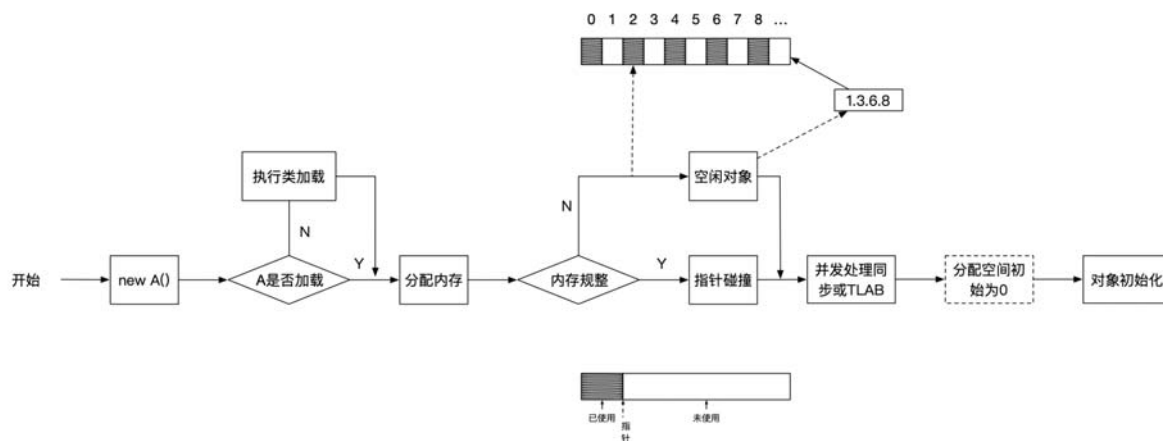 0 1 2 3 4 5 6 7 8 ...
1.3.6.8
执行类加载
空闲对象
N
N
开始
new A()
A是否加载
Y
分配内存
内存规整
Y
指针碰撞
并发处理同
步或TLAB
分配空间初
始为0
对象初始化
已使用
指
针
未使用